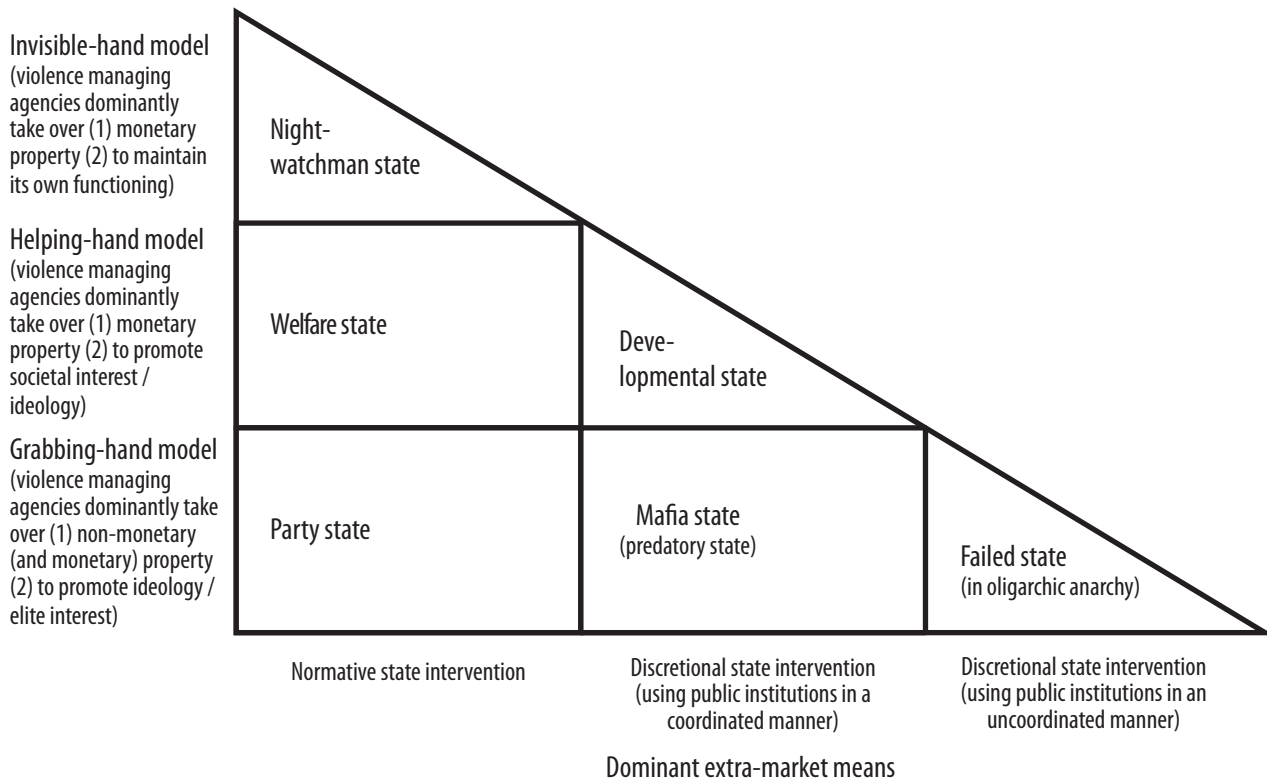 Invisible-hand model
(violence managing
agencies dominantly
take over (1) monetary
property (2) to maintain
its own functioning)
Night-
watchman state
Helping-hand model
(violence managing
agencies dominantly
take over (1) monetary
property (2) to promote
societal interest /
ideology)
Welfare state
Deve-
lopmental state
Grabbing-hand model
(violence managing
agencies dominantly take
over (1) non-monetary
(and monetary) property
(2) to promote ideology /
elite interest)
Party state
Mafia state
(predatory state)
Failed state
(in oligarchic anarchy)
Normative state intervention
Discretional state intervention
(using public institutions in a
coordinated manner)
Discretional state intervention
(using public institutions in an
uncoordinated manner)
Dominant extra-market means